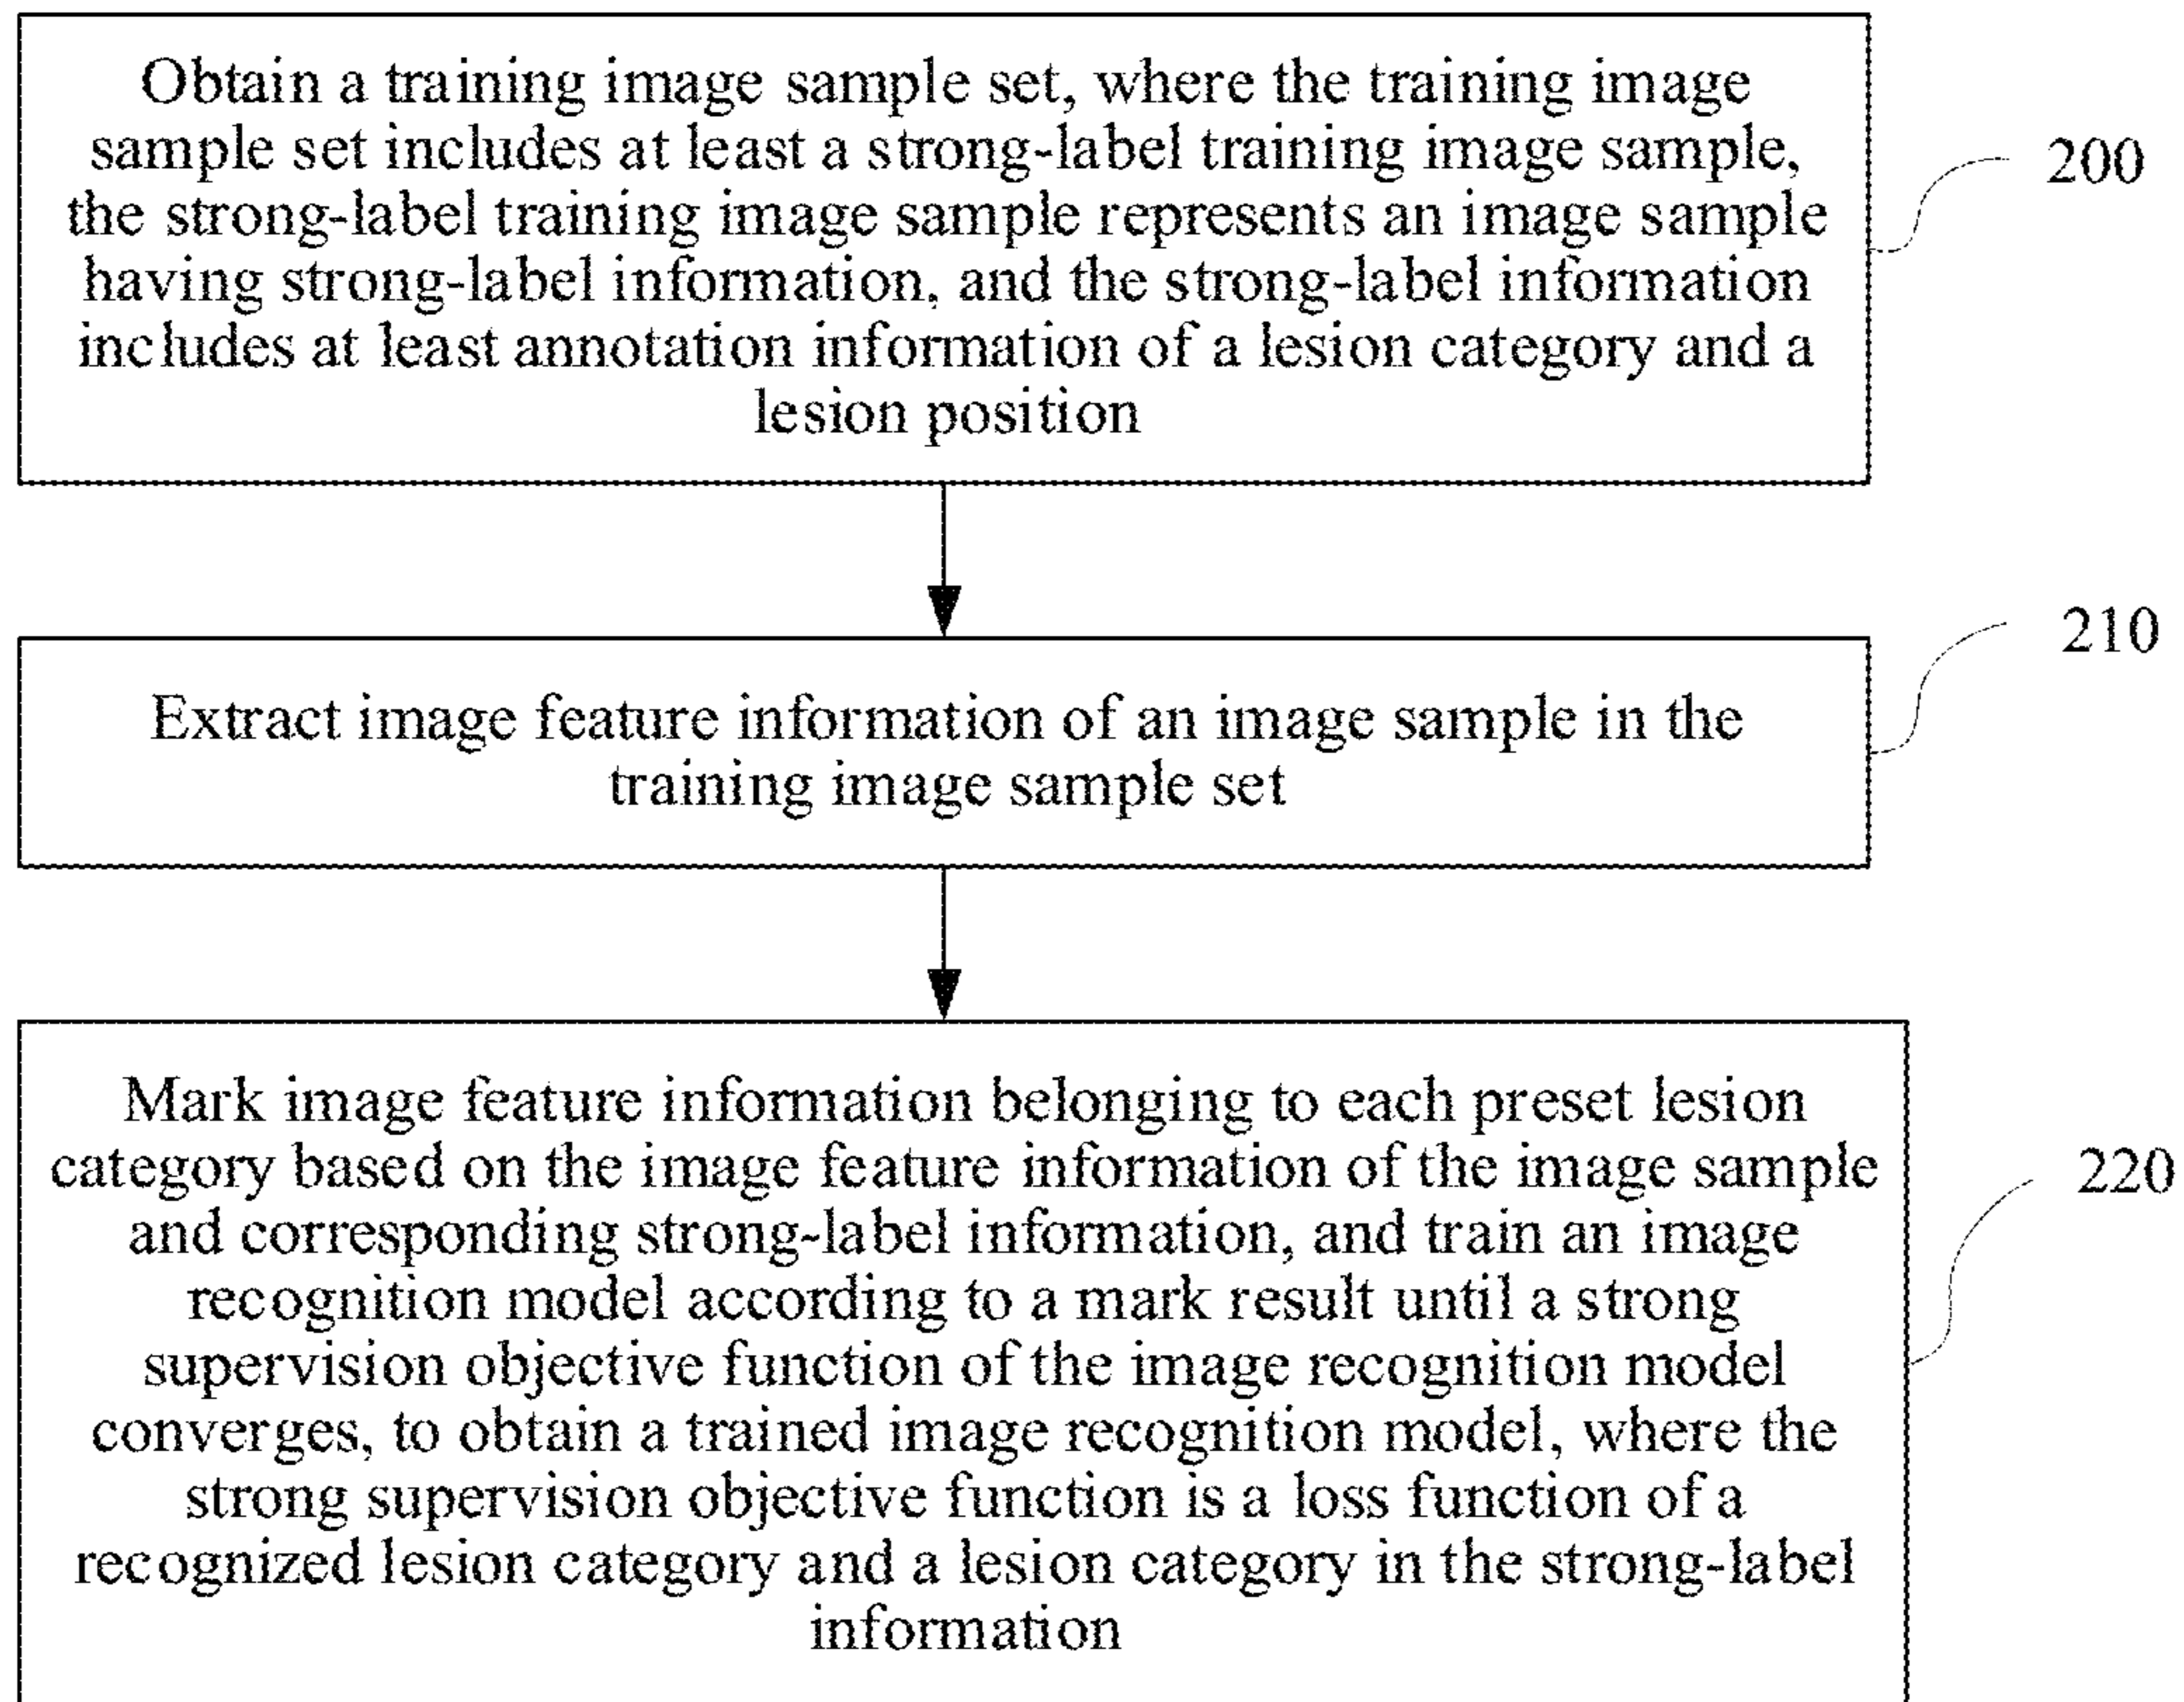 Obtain a training image sample set, where the training image
sample set includes at least a strong-label training image sample,
the strong-label training image sample represents an image sample
having strong-label information, and the strong-label information
includes at least annotation information of a lesion category and a
lesion position
200
Extract image feature information of an image sample in the
training image sample set
210
Mark image feature information belonging to each preset lesion
category based on the image feature information of the image sample
and corresponding strong-label information, and train an image
recognition model according to a mark result until a strong
supervision objective function of the image recognition model
converges, to obtain a trained image recognition model, where the
strong supervision objective function is a loss function of a
recognized lesion category and a lesion category in the strong-label
information
220